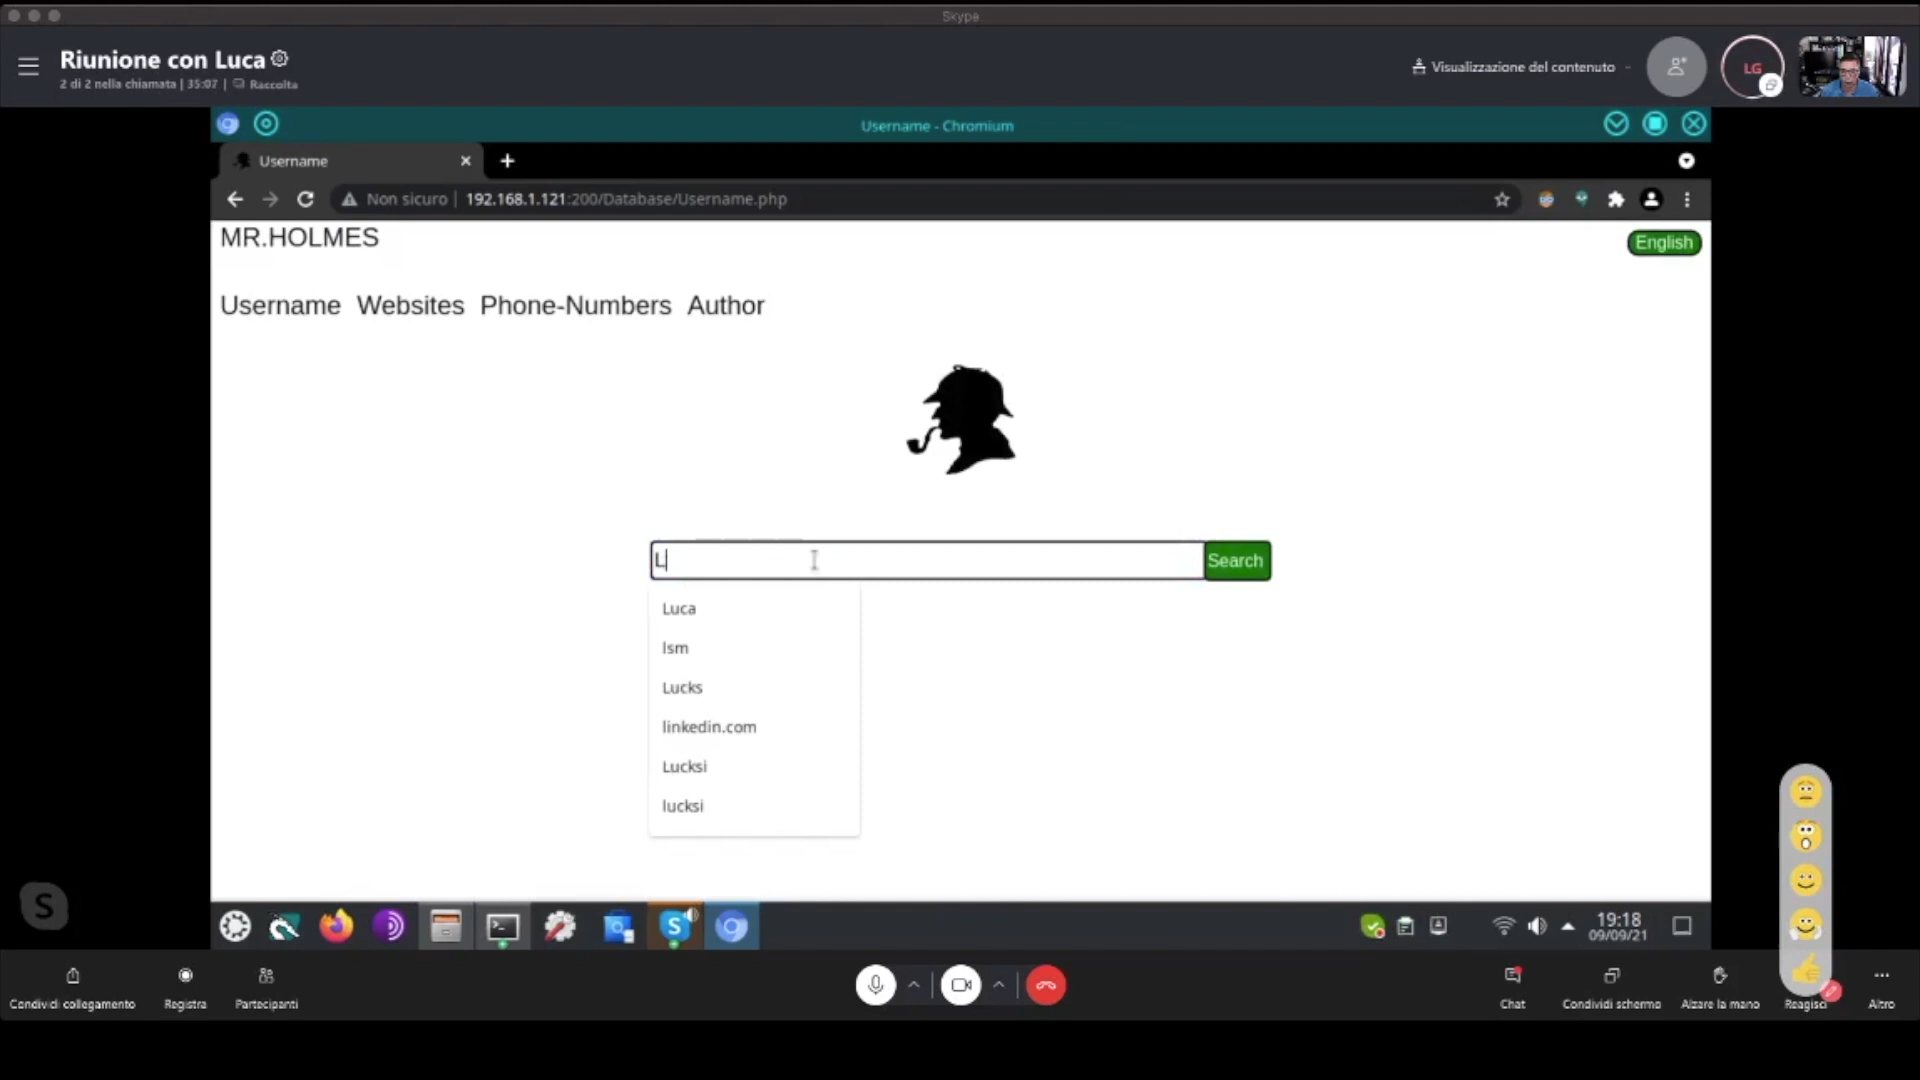 Skype
Riunione con Luca
2 di 2 nella chiamata | 35:07 | Raccolta
Visualizzazione del contenuto
LG
Username - Chromium
Username
Non sicuro | 192.168.1.121:200/Database/Username.php
MR.HOLMES
English
Username Websites Phone-Numbers Author
L
Search
Luca
lsm
Lucks
linkedin.com
Lucksi
lucksi
S
S
19:18
09/09/21
Condividi collegamento
Registra
Partecipanti
Chat
Condividi schermo
Alzare la mano
Reagisci
Altro